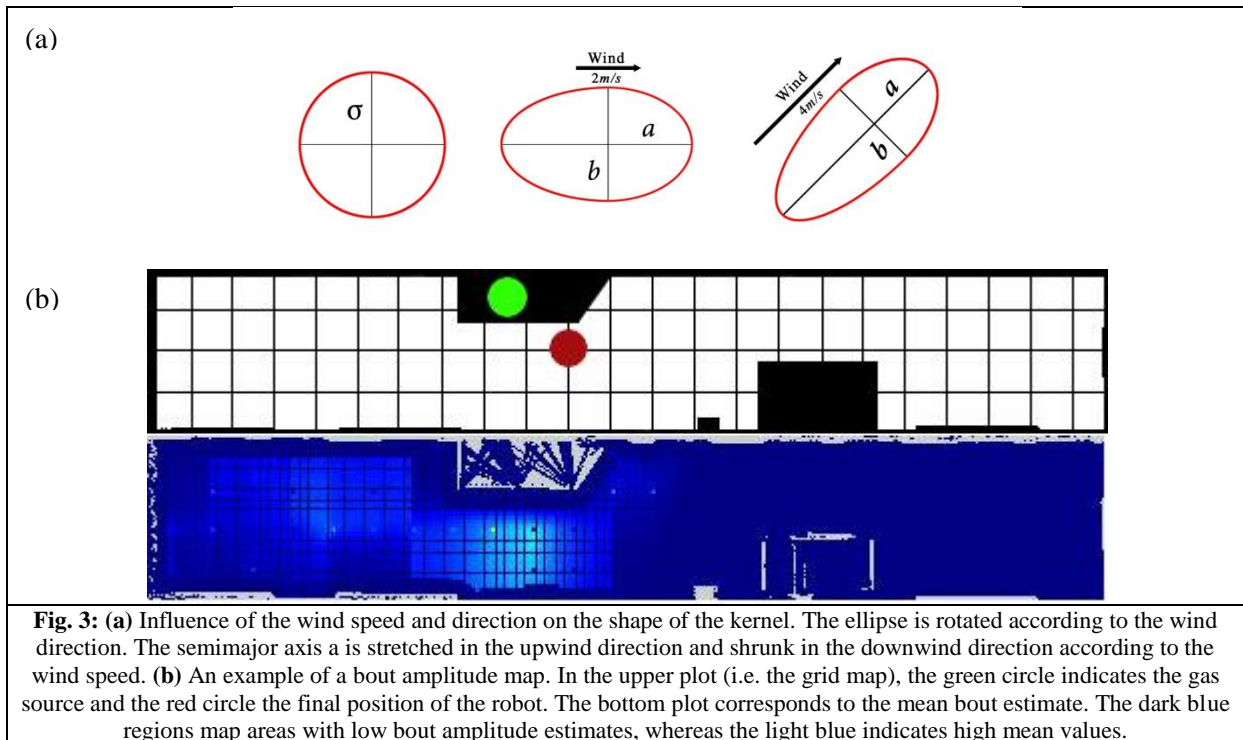 (a)
σ
Wind
2m/s
a
b
Wind
4m/s
a
b
(b)
Fig. 3: (a) Influence of the wind speed and direction on the shape of the kernel. The ellipse is rotated according to the wind
direction. The semimajor axis a is stretched in the upwind direction and shrunk in the downwind direction according to the
wind speed. (b) An example of a bout amplitude map. In the upper plot (i.e. the grid map), the green circle indicates the gas
source and the red circle the final position of the robot. The bottom plot corresponds to the mean bout estimate. The dark blue
regions map areas with low bout amplitude estimates, whereas the light blue indicates high mean values.